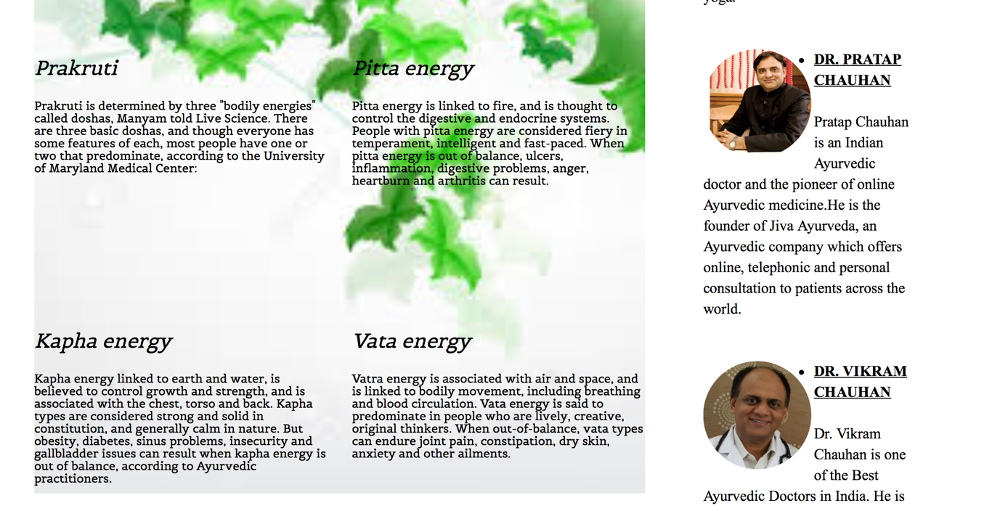 Prakruti
Prakruti is determined by three "bodily energies"
called doshas, Manyam told Live Science. There
are three basic doshas, and though everyone has
some features of each, most people have one or
two that predominate, according to the University
of Maryland Medical Center:
Pitta energy
Pitta energy is linked to fire, and is thought to
control the digestive and endocrine systems.
People with pitta energy are considered fiery in
temperament, intelligent and fast-paced. When
pitta energy is out of balance, ulcers,
inflammation, digestive problems, anger,
heartburn and arthritis can result.
Kapha energy
Kapha energy linked to earth and water, is
believed to control growth and strength, and is
associated with the chest, torso and back. Kapha
types are considered strong and solid in
constitution, and generally calm in nature. But
obesity, diabetes, sinus problems, insecurity and
gallbladder issues can result when kapha energy is
out of balance, according to Ayurvedic
practitioners.
Vata energy
Vatra energy is associated with air and space, and
is linked to bodily movement, including breathing
and blood circulation. Vata energy is said to
predominate in people who are lively, creative,
original thinkers. When out-of-balance, vata types
can endure joint pain, constipation, dry skin,
anxiety and other ailments.
yoga.
• DR. PRATAP
CHAUHAN
Pratap Chauhan
is an Indian
Ayurvedic
doctor and the pioneer of online
Ayurvedic medicine.He is the
founder of Jiva Ayurveda, an
Ayurvedic company which offers
online, telephonic and personal
consultation to patients across the
world.
• DR. VIKRAM
CHAUHAN
Dr. Vikram
Chauhan is one
of the Best
Ayurvedic Doctors in India. He is